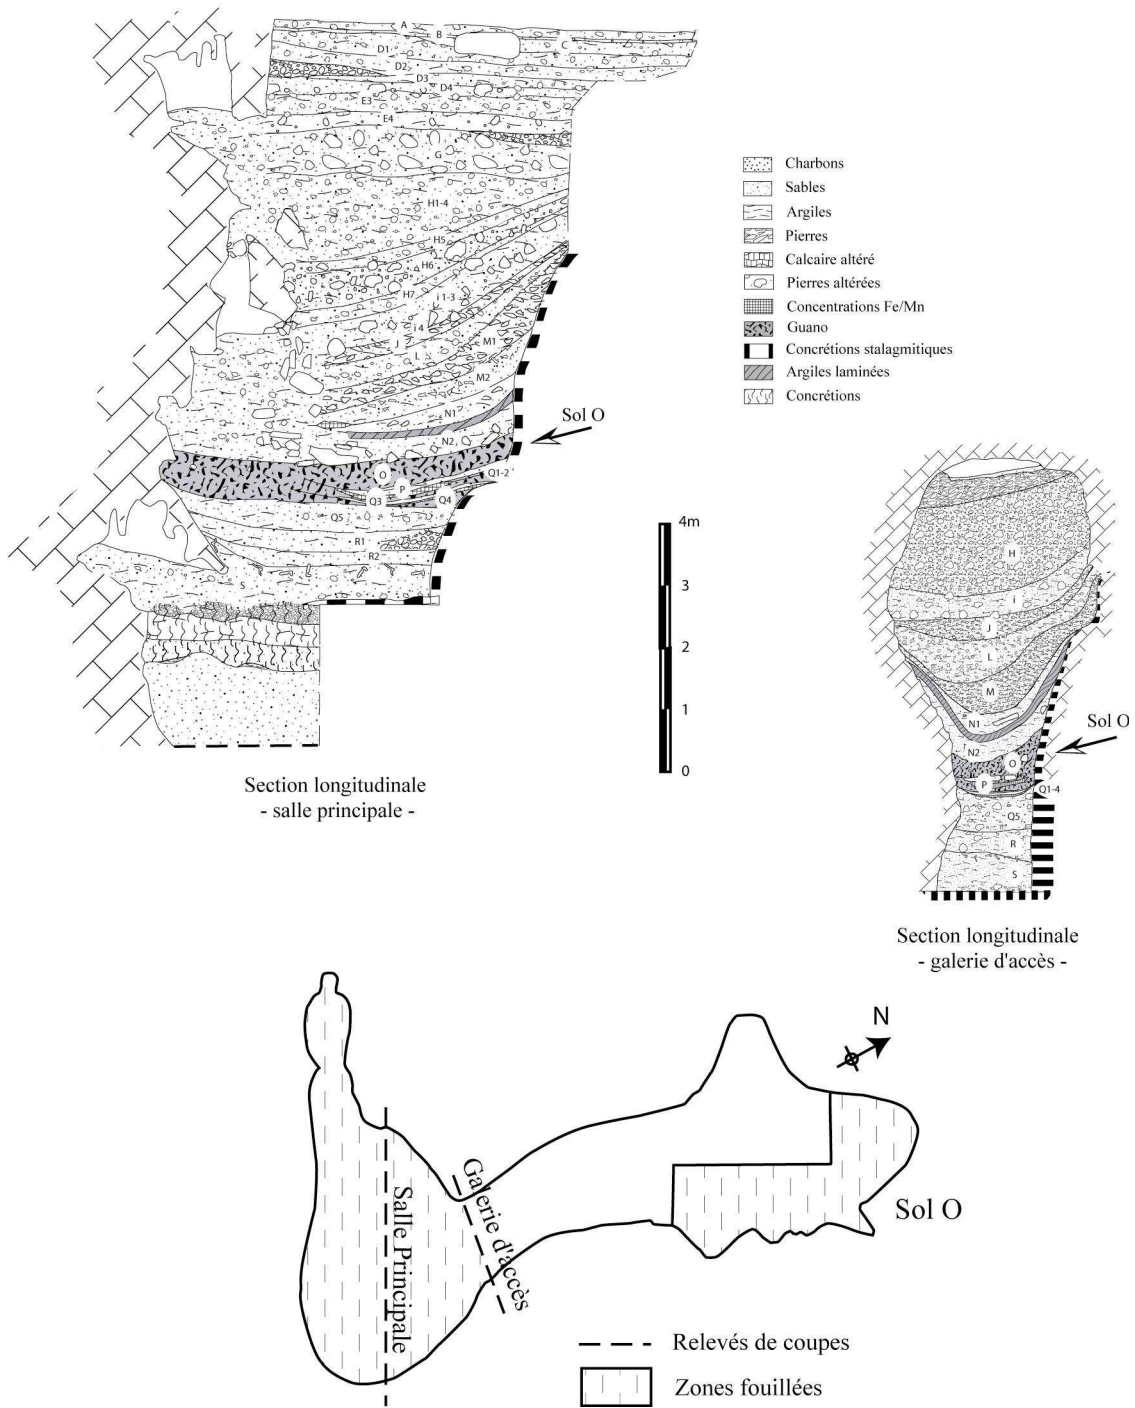 A
B
C
D1
D2
D3
D4
E3
E4
G
H1-4
H5
H6
H7
i 1-3
i 4
J
L
M1
M2
N1
N2
Sol O
O
P
Q1-2
Q3
Q4
Q5
R1
R2
S
Section longitudinale
- salle principale -
4m
3
2
1
0
Charbons
Sables
Argiles
Pierres
Calcaire altéré
Pierres altérées
Concentrations Fe/Mn
Guano
Concrétions stalagmitiques
Argiles laminées
Concrétions
H
i
J
L
M
N1
N2
Sol O
O
P
Q1-4
Q5
R
S
Section longitudinale
- galerie d'accès -
N
Galerie d'accès
Salle Principale
Sol O
Relevés de coupes
Zones fouillées